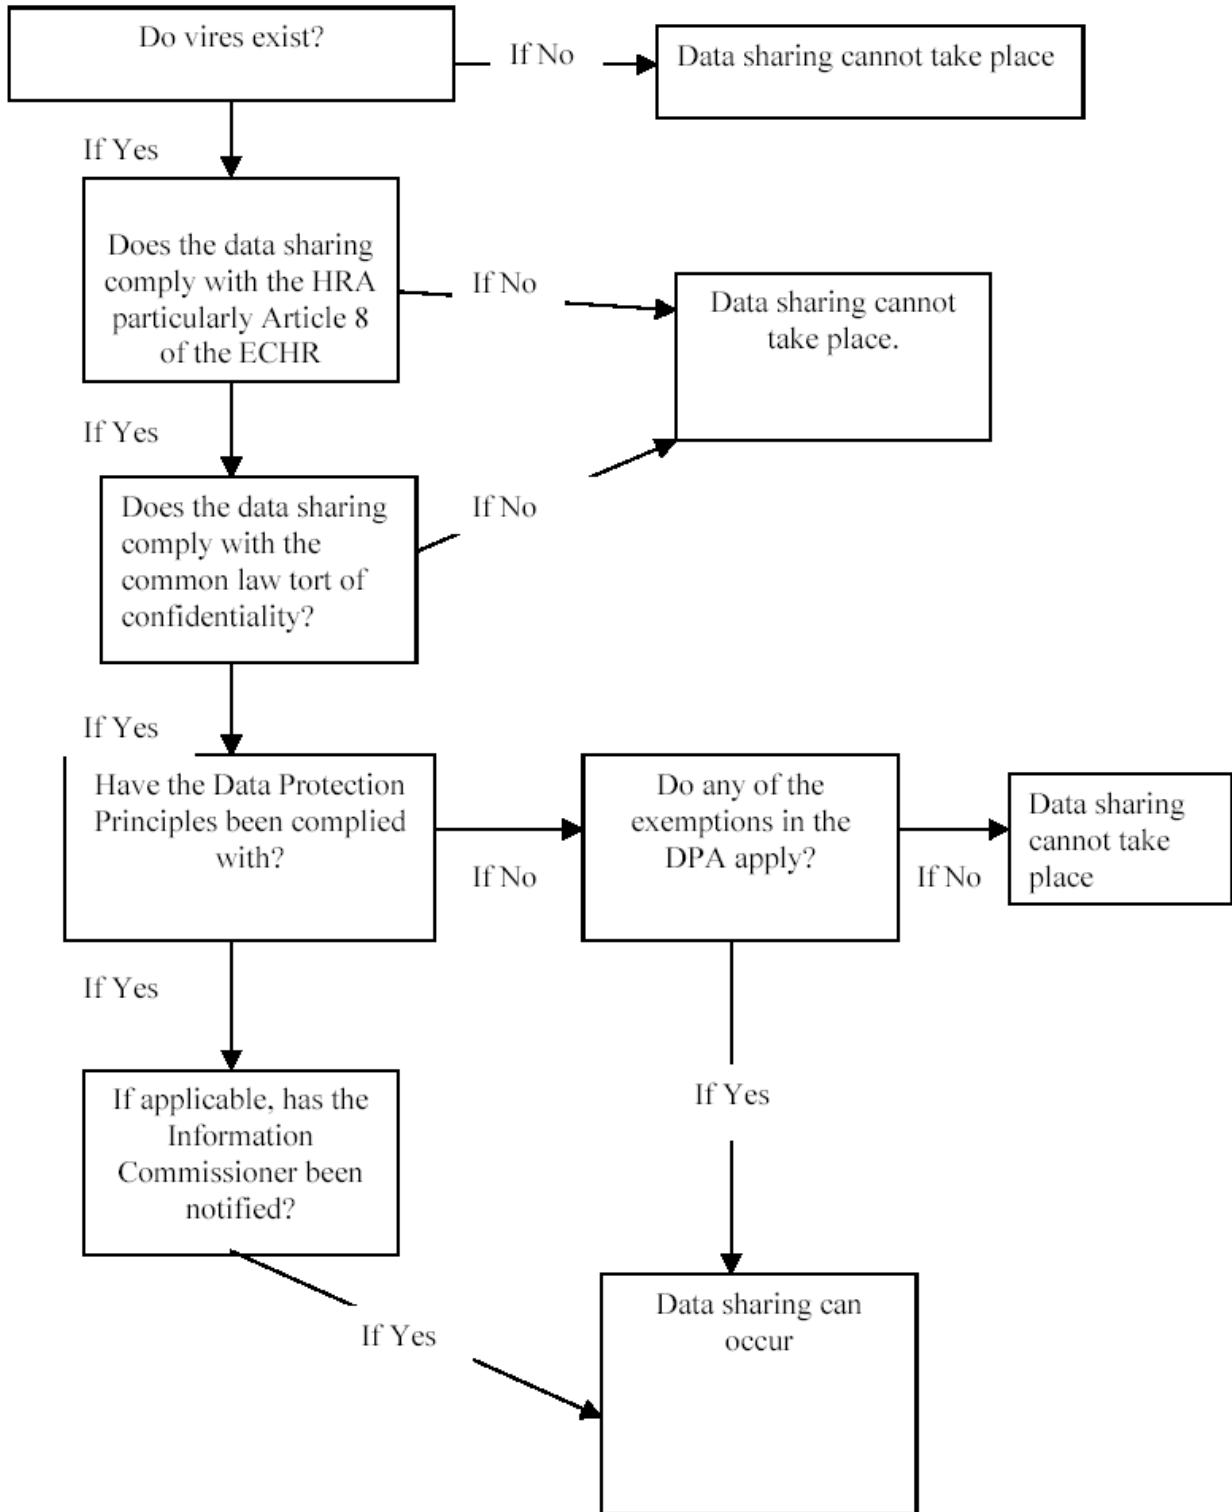 Do vires exist?
If No
Data sharing cannot take place
If Yes
Does the data sharing
comply with the HRA
particularly Article 8
of the ECHR
If No
Data sharing cannot
take place.
If Yes
Does the data sharing
comply with the
common law tort of
confidentiality?
If No
If Yes
Have the Data Protection
Principles been complied
with?
If No
Do any of the
exemptions in the
DPA apply?
If No
Data sharing
cannot take
place
If Yes
If applicable, has the
Information
Commissioner been
notified?
If Yes
If Yes
Data sharing can
occur